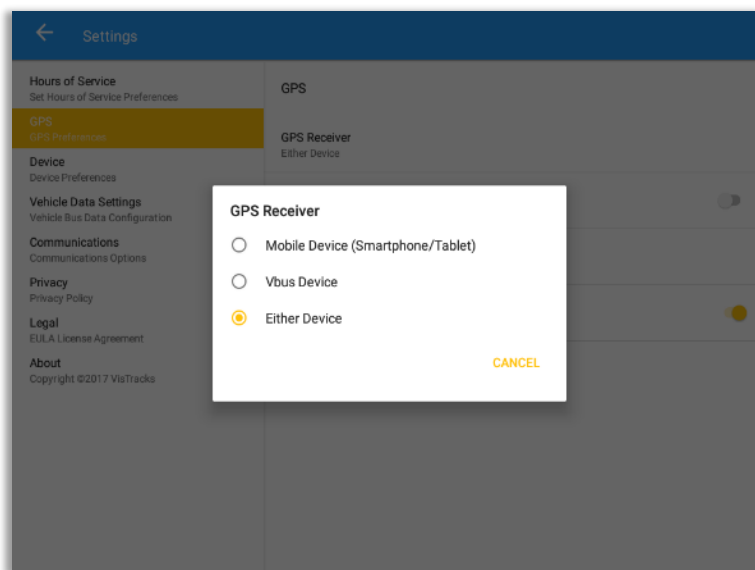 Settings
Hours of Service
Set Hours of Service Preferences
GPS
GPS Preferences
Device
Device Preferences
Vehicle Data Settings
Vehicle Bus Data Configuration
Communications
Communications Options
Privacy
Privacy Policy
Legal
EULA License Agreement
About
Copyright ©2017 VisTracks
GPS
GPS Receiver
Either Device
GPS Receiver
Mobile Device (Smartphone/Tablet)
Vbus Device
Either Device
CANCEL